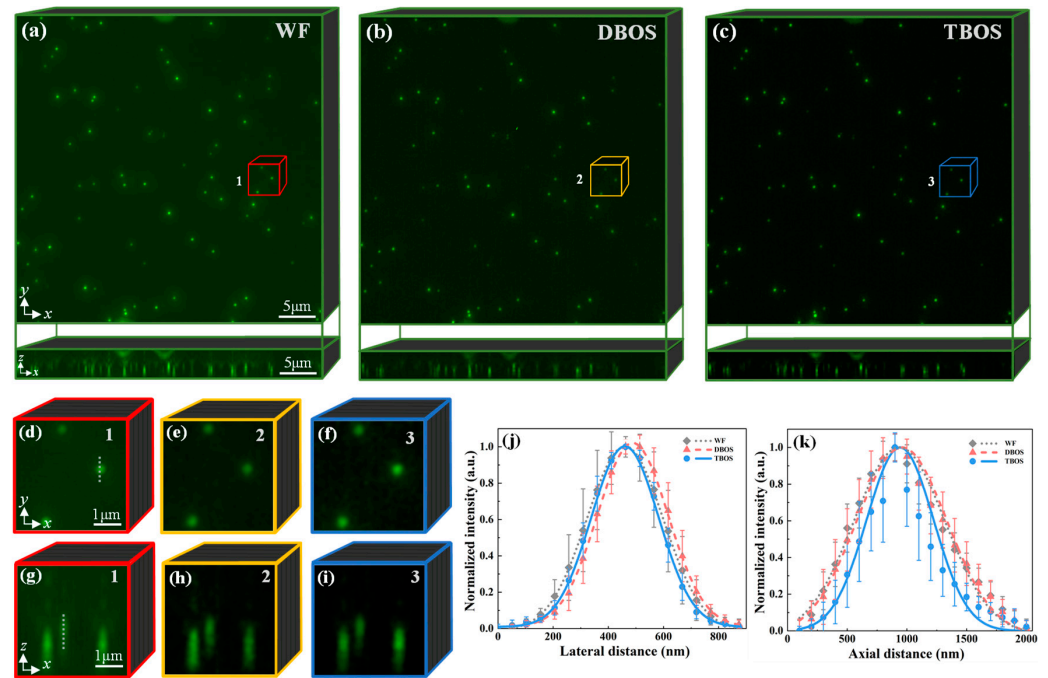 (a) WF
(b) DBOS
(c) TBOS
1
2
3
y
x
5μm
z
x
5μm
(d) 1
(e) 2
(f) 3
y
x
1μm
(g) 1
(h) 2
(i) 3
z
x
1μm
(j)
WF
DBOS
TBOS
Normalized intensity (a.u.)
1.0
0.8
0.6
0.4
0.2
0.0
0 200 400 600 800
Lateral distance (nm)
(k)
WF
DBOS
TBOS
Normalized intensity (a.u.)
1.0
0.8
0.6
0.4
0.2
0.0
0 500 1000 1500 2000
Axial distance (nm)